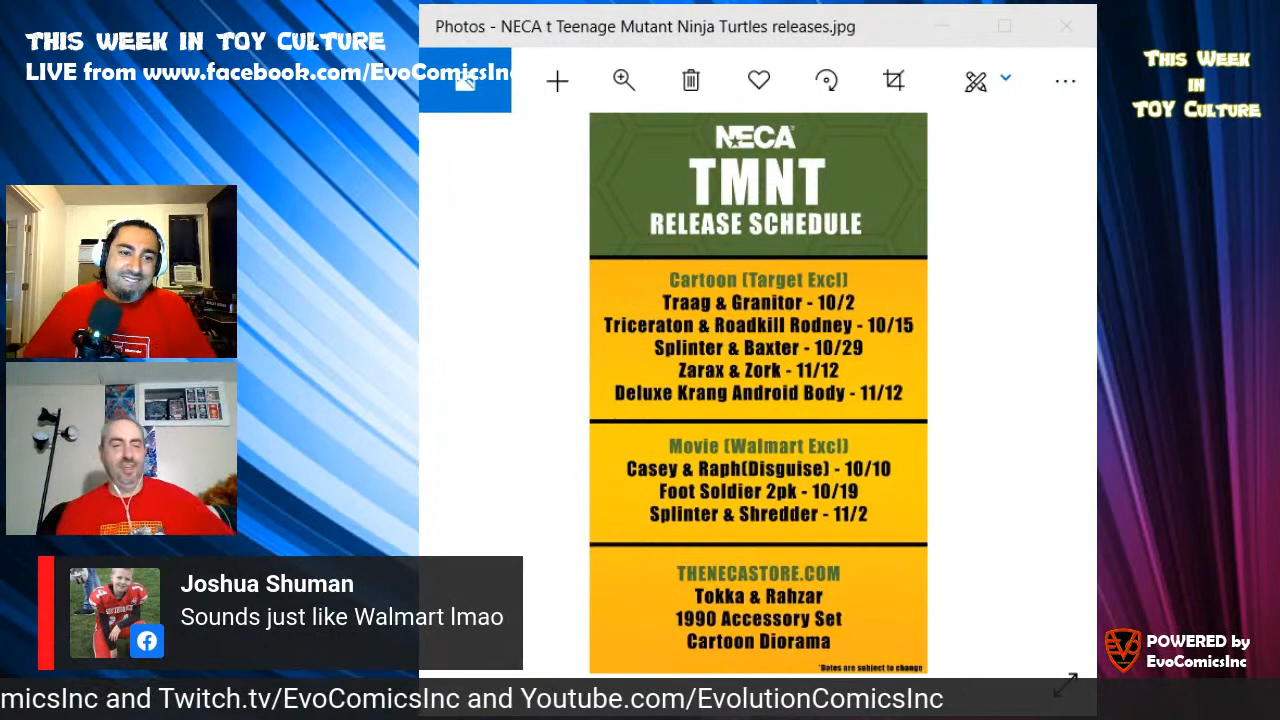 THIS WEEK IN TOY CULTURE
LIVE from www.facebook.com/EvoComicsInc
Photos - NECA t Teenage Mutant Ninja Turtles releases.jpg
This Week
in
TOY Culture
NECA
TMNT
RELEASE SCHEDULE
Cartoon (Target Excl)
Traag & Granitor - 10/2
Triceraton & Roadkill Rodney - 10/15
Splinter & Baxter - 10/29
Zarax & Zork - 11/12
Deluxe Krang Android Body - 11/12
Movie (Walmart Excl)
Casey & Raph(Disguise) - 10/10
Foot Soldier 2pk - 10/19
Splinter & Shredder - 11/2
THENECASTORE.COM
Tokka & Rahzar
1990 Accessory Set
Cartoon Diorama
*Dates are subject to change
Joshua Shuman
Sounds just like Walmart lmao
EVO
POWERED by
EvoComicsInc
micsInc and Twitch.tv/EvoComicsInc and Youtube.com/EvolutionComicsInc